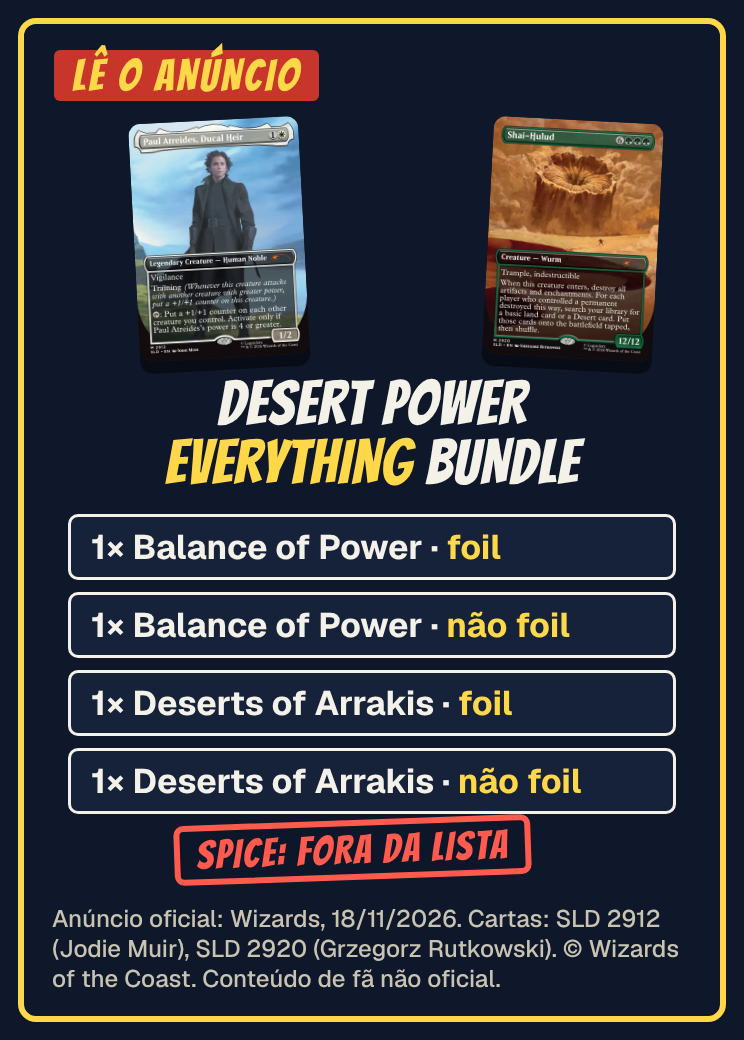 LÊ O ANÚNCIO
Paul Atreides, Ducal Heir 1
Legendary Creature — Human Noble
Vigilance
Training (Whenever this creature attacks
with another creature with greater power,
put a +1/+1 counter on this creature.)
: Put a +1/+1 counter on each other
creature you control. Activate only if
Paul Atreides's power is 4 or greater.
1/2
Shai-Hulud 6
Creature — Wurm
Trample, indestructible
When this creature enters, destroy all
artifacts and enchantments. For each
player who controlled a permanent
destroyed this way, search your library for
a basic land card or a Desert card. Put
those cards onto the battlefield tapped,
then shuffle.
12/12
DESERT POWER
EVERYTHING BUNDLE
1× Balance of Power · foil
1× Balance of Power · não foil
1× Deserts of Arrakis · foil
1× Deserts of Arrakis · não foil
SPICE: FORA DA LISTA
Anúncio oficial: Wizards, 18/11/2026. Cartas: SLD 2912
(Jodie Muir), SLD 2920 (Grzegorz Rutkowski). © Wizards
of the Coast. Conteúdo de fã não oficial.